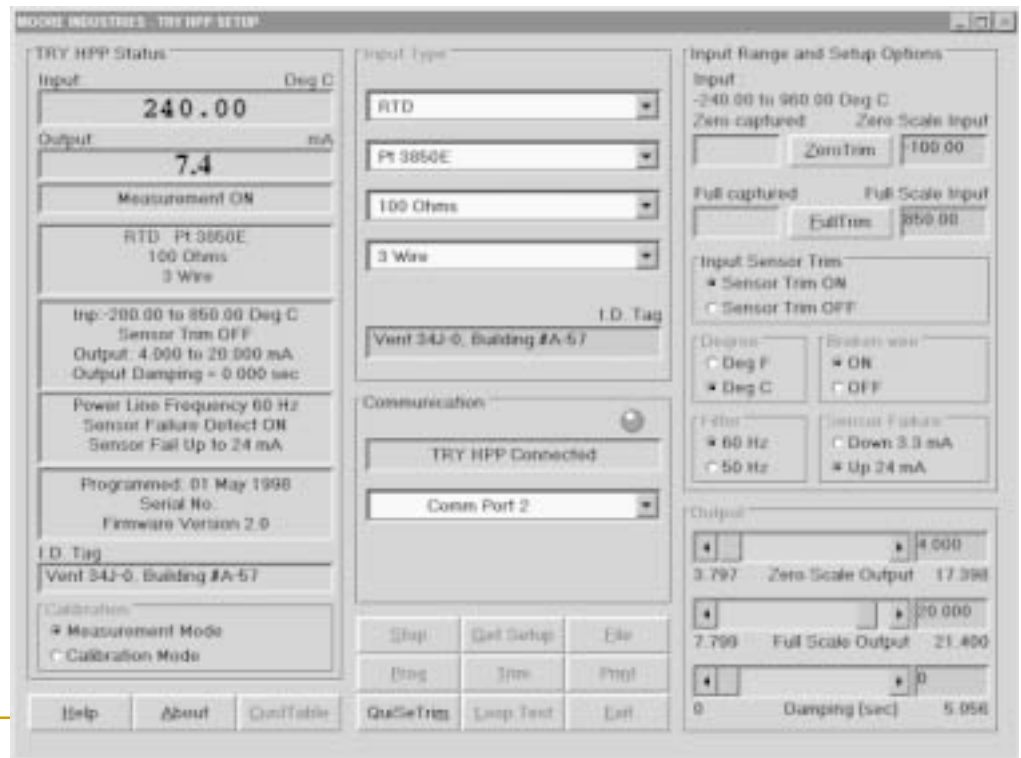 MOORE INDUSTRIES - TRY HPP SETUP
TRY HPP Status
Input Deg C
240.00
Output mA
7.4
Measurement ON
RTD Pt 3850E
100 Ohms
3 Wire
Inp:-200.00 to 850.00 Deg C
Sensor Trim OFF
Output: 4.000 to 20.000 mA
Output Damping = 0.000 sec
Power Line Frequency 60 Hz
Sensor Failure Detect ON
Sensor Fail Up to 24 mA
Programmed: 01 May 1998
Serial No.
Firmware Version 2.0
I.D. Tag
Vent 34J-0, Building #A-57
Calibration
Measurement Mode
Calibration Mode
Help About CustTable
Input Type
RTD
Pt 3850E
100 Ohms
3 Wire
I.D. Tag
Vent 34J-0, Building #A-57
Communication
TRY HPP Connected
Comm Port 2
Stop Get Setup File
Prog Trim Print
QuiSeTrim Loop Test Exit
Input Range and Setup Options
Input
-240.00 to 960.00 Deg C
Zero captured Zero Scale Input
ZeroTrim -100.00
Full captured Full Scale Input
FullTrim 850.00
Input Sensor Trim
Sensor Trim ON
Sensor Trim OFF
Degree Broken wire
Deg F ON
Deg C OFF
Filter Sensor Failure
60 Hz Down 3.3 mA
50 Hz Up 24 mA
Output
4.000
3.797 Zero Scale Output 17.398
20.000
7.799 Full Scale Output 21.400
0
0 Damping (sec) 5.056